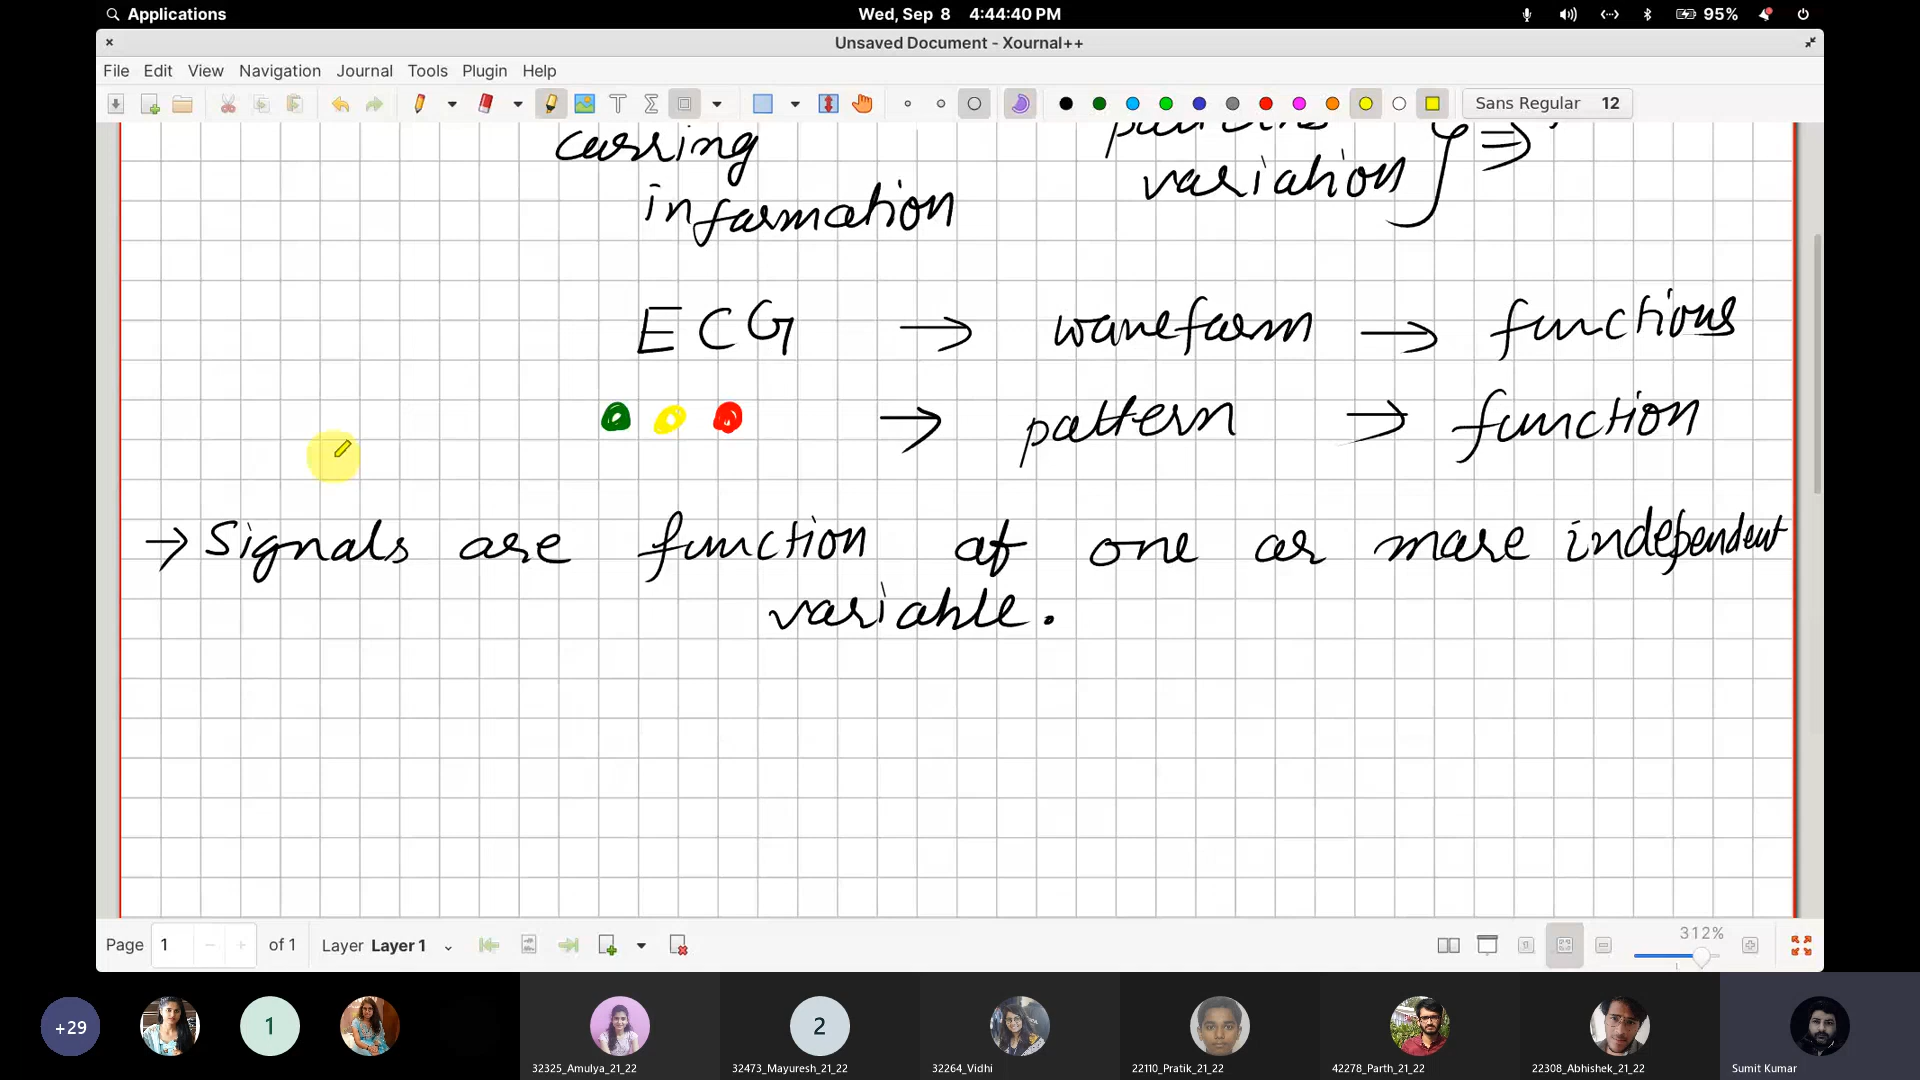 Applications
Wed, Sep 8 4:44:40 PM
95%
Unsaved Document - Xournal++
File Edit View Navigation Journal Tools Plugin Help
Sans Regular 12
carring
variation
information
ECG → waveform → functions
→ pattern → function
→ Signals are function of one or more independent
variable.
Page 1 of 1 Layer Layer 1
312%
+29
1
2
32325_Amulya_21_22
32473_Mayuresh_21_22
32264_Vidhi
22110_Pratik_21_22
42278_Parth_21_22
22308_Abhishek_21_22
Sumit Kumar